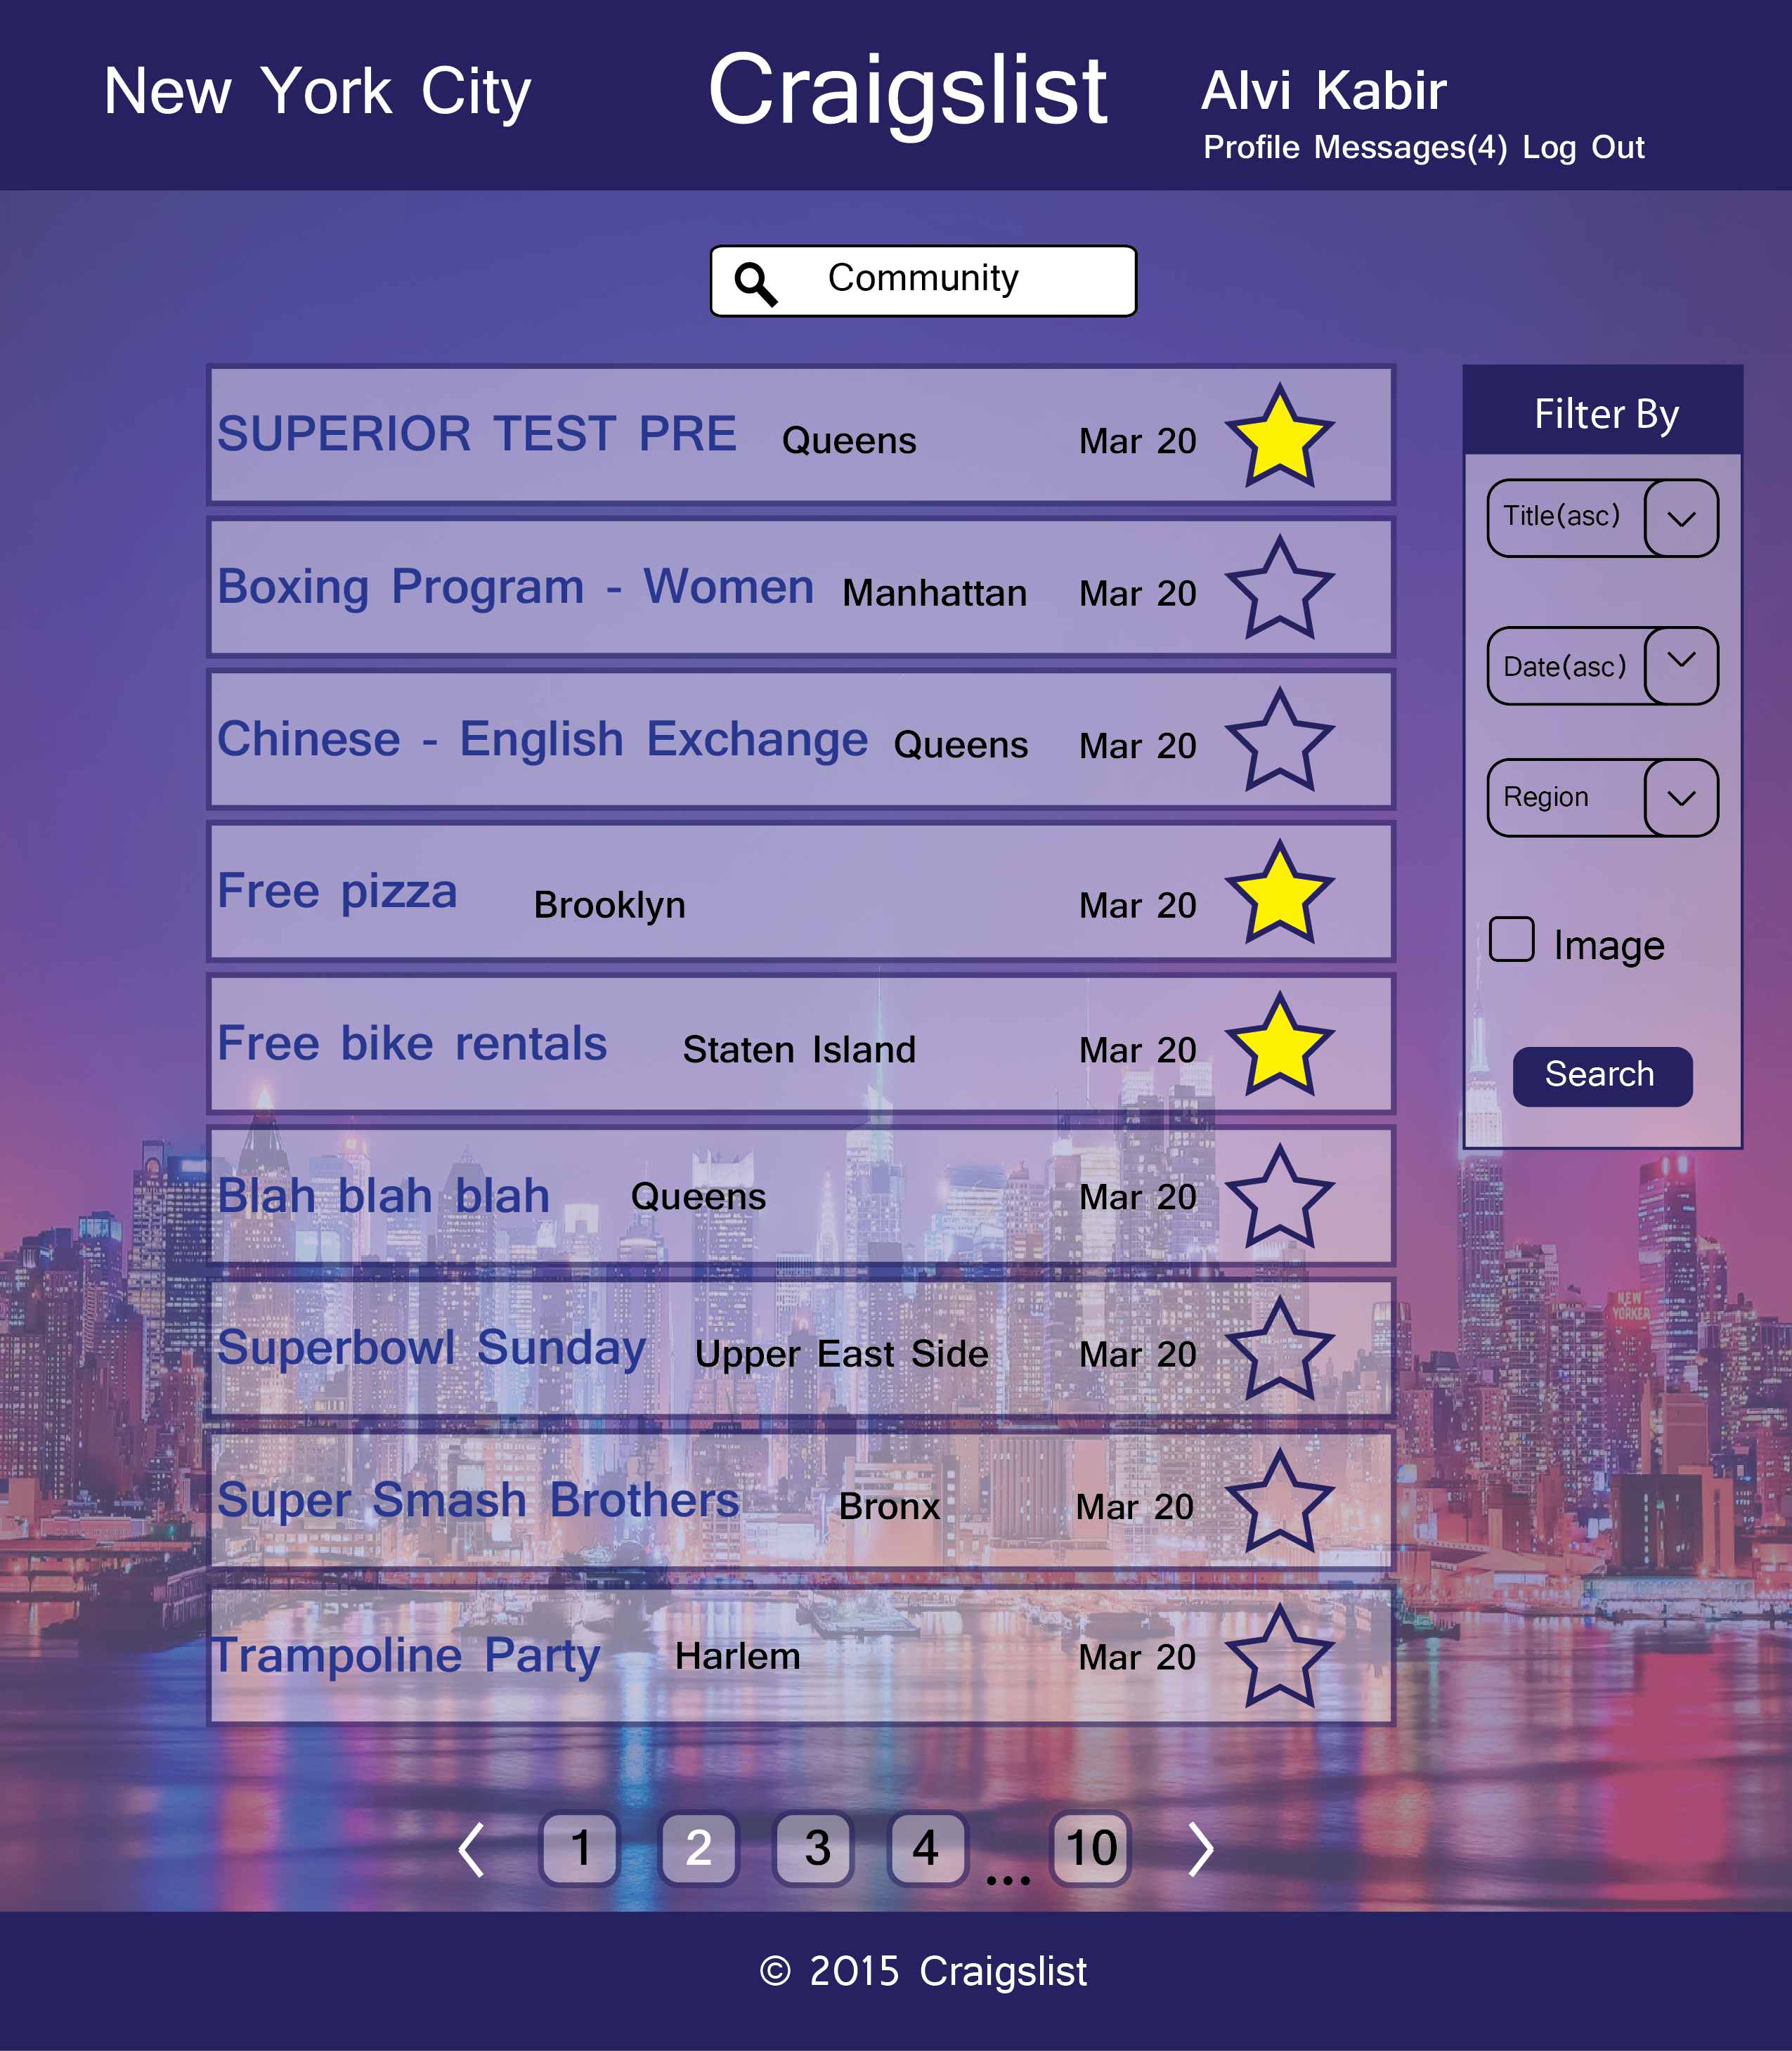 New York City
Craigslist
Alvi Kabir
Profile Messages(4) Log Out
Community
SUPERIOR TEST PRE Queens Mar 20
Boxing Program - Women Manhattan Mar 20
Chinese - English Exchange Queens Mar 20
Free pizza Brooklyn Mar 20
Free bike rentals Staten Island Mar 20
Blah blah blah Queens Mar 20
Superbowl Sunday Upper East Side Mar 20
Super Smash Brothers Bronx Mar 20
Trampoline Party Harlem Mar 20
Filter By
Title(asc)
Date(asc)
Region
Image
Search
NEW
YORKER
1 2 3 4 ... 10
© 2015 Craigslist